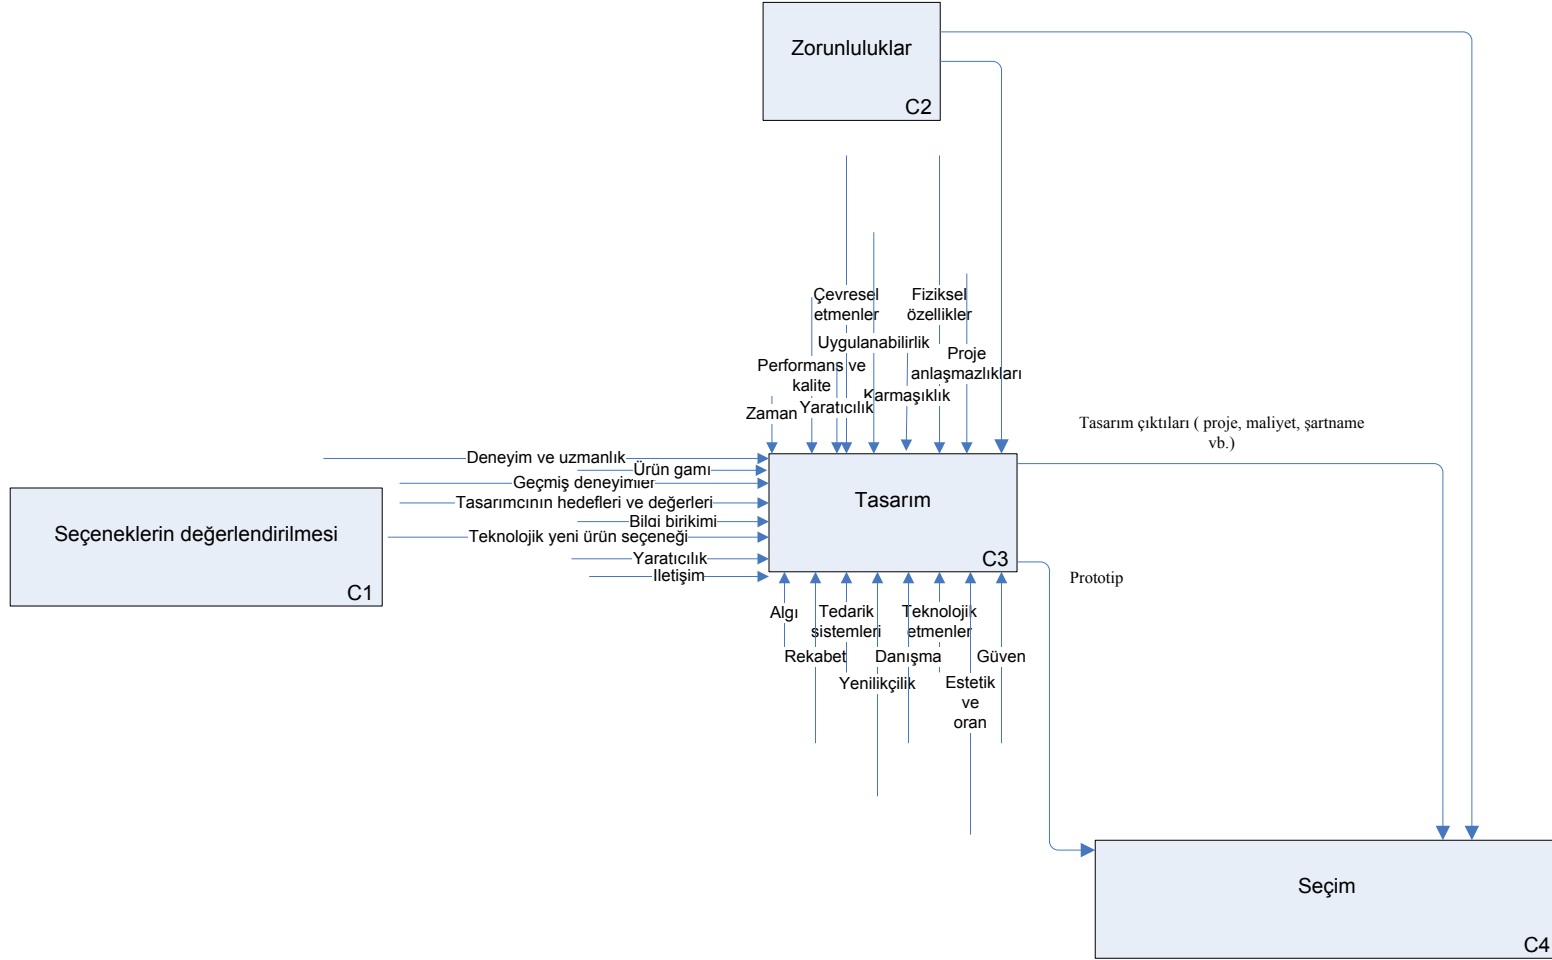 Zorunluluklar
C2
Çevresel
etmenler
Fiziksel
özellikler
Uygulanabilirlik
Performans ve
kalite
Proje
anlaşmazlıkları
Karmaşıklık
Yaratıcılık
Zaman
Tasarım çıktıları ( proje, maliyet, şartname
vb.)
Deneyim ve uzmanlık
Ürün gamı
Geçmiş deneyimler
Tasarımcının hedefleri ve değerleri
Bilgi birikimi
Teknolojik yeni ürün seçeneği
Yaratıcılık
Iletişim
Seçeneklerin değerlendirilmesi
C1
Tasarım
C3
Prototip
Algı
Tedarik
sistemleri
Teknolojik
etmenler
Rekabet
Danışma
Güven
Yenilikçilik
Estetik
ve
oran
Seçim
C4